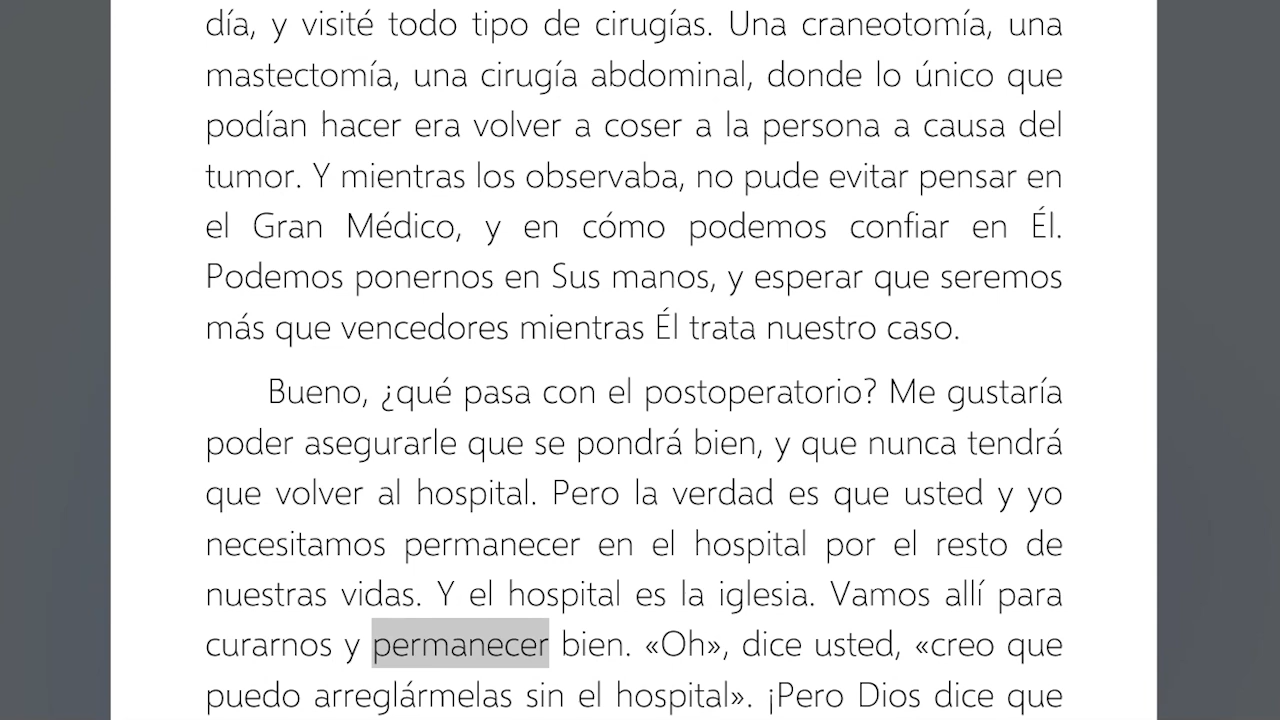 día, y visité todo tipo de cirugías. Una craneotomía, una
mastectomía, una cirugía abdominal, donde lo único que
podían hacer era volver a coser a la persona a causa del
tumor. Y mientras los observaba, no pude evitar pensar en
el Gran Médico, y en cómo podemos confiar en Él.
Podemos ponernos en Sus manos, y esperar que seremos
más que vencedores mientras Él trata nuestro caso.
Bueno, ¿qué pasa con el postoperatorio? Me gustaría
poder asegurarle que se pondrá bien, y que nunca tendrá
que volver al hospital. Pero la verdad es que usted y yo
necesitamos permanecer en el hospital por el resto de
nuestras vidas. Y el hospital es la iglesia. Vamos allí para
curarnos y permanecer bien. «Oh», dice usted, «creo que
puedo arreglármelas sin el hospital». ¡Pero Dios dice que